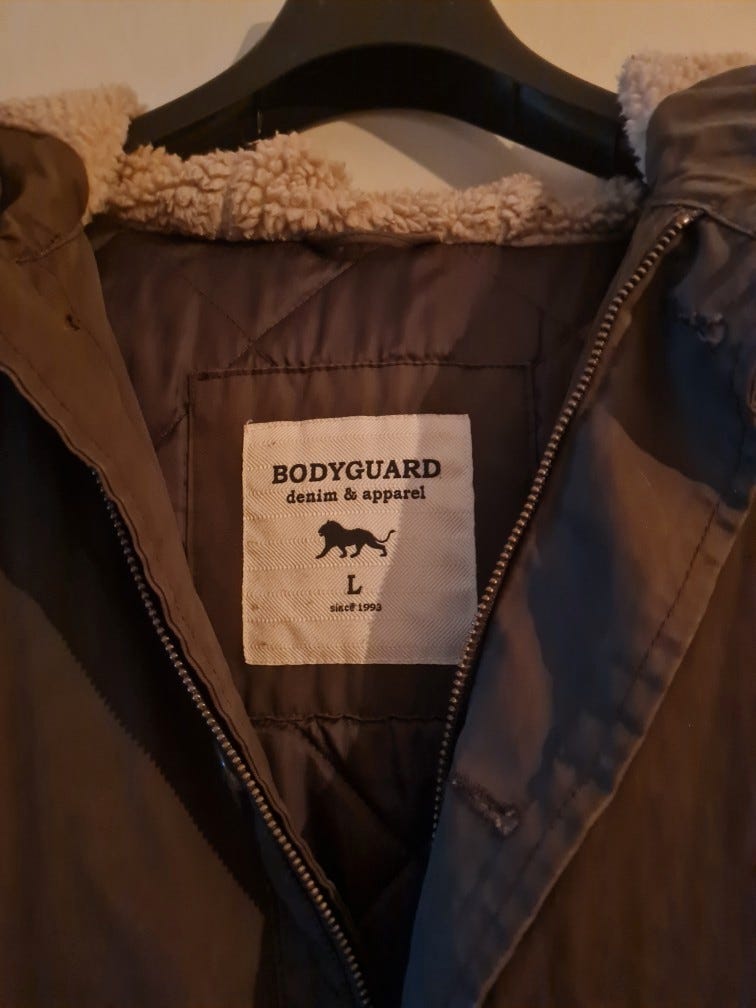 BODYGUARD
denim & apparel
L
since 1993